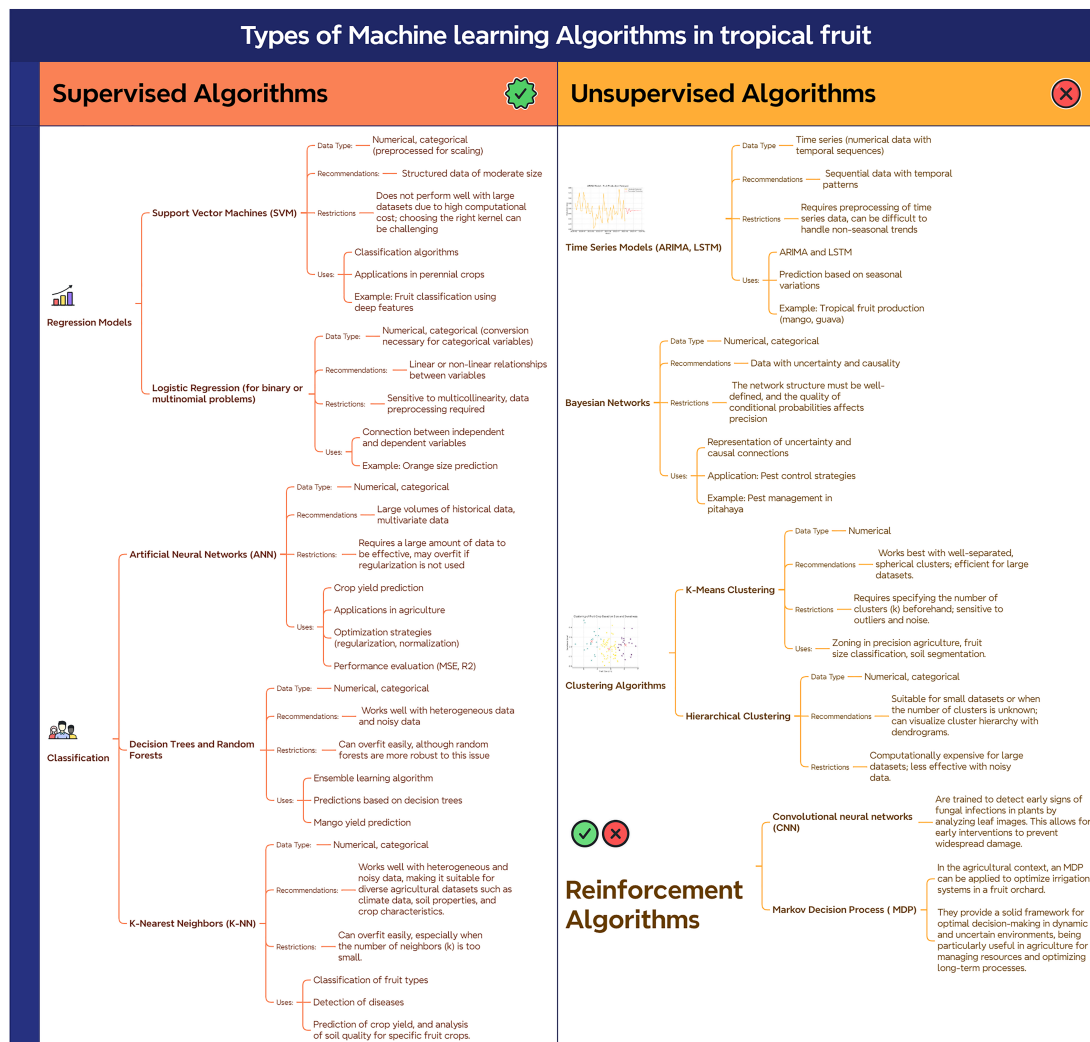 Types of Machine learning Algorithms in tropical fruit
Supervised Algorithms
Regression Models
Support Vector Machines (SVM)
Data Type:
Numerical, categorical
(preprocessed for scaling)
Recommendations:
Structured data of moderate size
Restrictions
Does not perform well with large
datasets due to high computational
cost; choosing the right kernel can
be challenging
Uses:
Classification algorithms
Applications in perennial crops
Example: Fruit classification using
deep features
Logistic Regression (for binary or
multinomial problems)
Data Type:
Numerical, categorical (conversion
necessary for categorical variables)
Recommendations:
Linear or non-linear relationships
between variables
Restrictions:
Sensitive to multicollinearity, data
preprocessing required
Uses:
Connection between independent
and dependent variables
Example: Orange size prediction
Classification
Artificial Neural Networks (ANN)
Data Type:
Numerical, categorical
Recommendations
Large volumes of historical data,
multivariate data
Restrictions:
Requires a large amount of data to
be effective, may overfit if
regularization is not used
Uses:
Crop yield prediction
Applications in agriculture
Optimization strategies
(regularization, normalization)
Performance evaluation (MSE, R2)
Decision Trees and Random
Forests
Data Type:
Numerical, categorical
Recommendations:
Works well with heterogeneous data
and noisy data
Restrictions:
Can overfit easily, although random
forests are more robust to this issue
Uses:
Ensemble learning algorithm
Predictions based on decision trees
Mango yield prediction
K-Nearest Neighbors (K-NN)
Data Type:
Numerical, categorical
Recommendations:
Works well with heterogeneous and
noisy data, making it suitable for
diverse agricultural datasets such as
climate data, soil properties, and
crop characteristics.
Restrictions:
Can overfit easily, especially when
the number of neighbors (k) is too
small.
Uses:
Classification of fruit types
Detection of diseases
Prediction of crop yield, and analysis
of soil quality for specific fruit crops.
Unsupervised Algorithms
Time Series Models (ARIMA, LSTM)
Data Type
Time series (numerical data with
temporal sequences)
Recommendations
Sequential data with temporal
patterns
Restrictions
Requires preprocessing of time
series data, can be difficult to
handle non-seasonal trends
Uses:
ARIMA and LSTM
Prediction based on seasonal
variations
Example: Tropical fruit production
(mango, guava)
Bayesian Networks
Data Type
Numerical, categorical
Recommendations
Data with uncertainty and causality
Restrictions
The network structure must be well-
defined, and the quality of
conditional probabilities affects
precision
Uses:
Representation of uncertainty and
causal connections
Application: Pest control strategies
Example: Pest management in
pitahaya
Clustering Algorithms
K-Means Clustering
Data Type
Numerical
Recommendations
Works best with well-separated,
spherical clusters; efficient for large
datasets.
Restrictions
Requires specifying the number of
clusters (k) beforehand; sensitive to
outliers and noise.
Uses:
Zoning in precision agriculture, fruit
size classification, soil segmentation.
Hierarchical Clustering
Data Type
Numerical, categorical
Recommendations
Suitable for small datasets or when
the number of clusters is unknown;
can visualize cluster hierarchy with
dendrograms.
Restrictions
Computationally expensive for large
datasets; less effective with noisy
data.
Reinforcement
Algorithms
Convolutional neural networks
(CNN)
Are trained to detect early signs of
fungal infections in plants by
analyzing leaf images. This allows for
early interventions to prevent
widespread damage.
Markov Decision Process ( MDP)
In the agricultural context, an MDP
can be applied to optimize irrigation
systems in a fruit orchard.
They provide a solid framework for
optimal decision-making in dynamic
and uncertain environments, being
particularly useful in agriculture for
managing resources and optimizing
long-term processes.